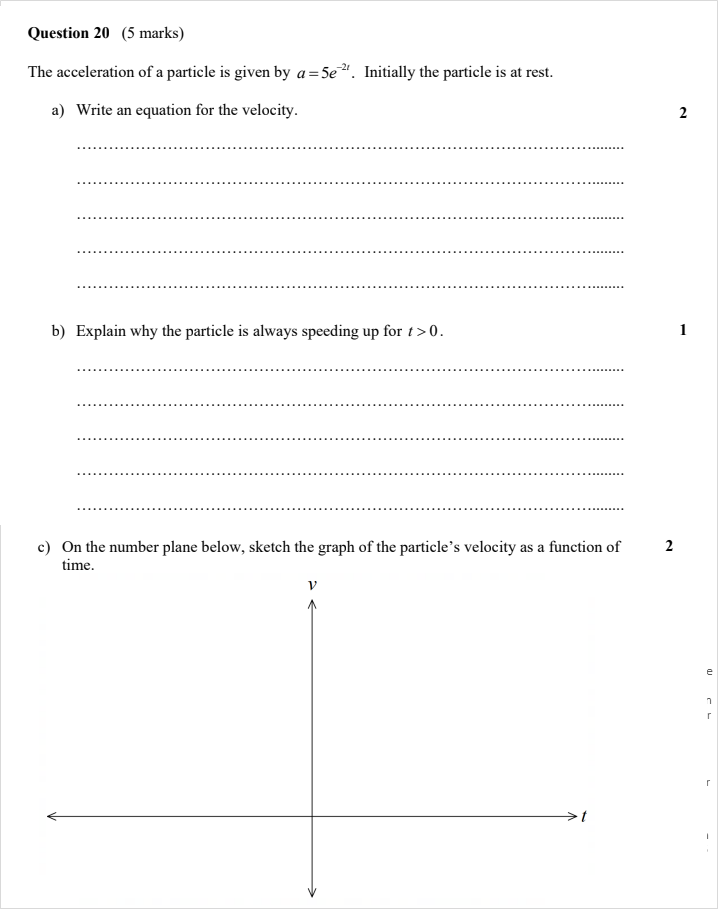 Question 20 (5 marks)
The acceleration of a particle is given by a = 5e⁻²ᵗ. Initially the particle is at rest.
a) Write an equation for the velocity. 2
b) Explain why the particle is always speeding up for t > 0. 1
c) On the number plane below, sketch the graph of the particle’s velocity as a function of 2
time.
v
t